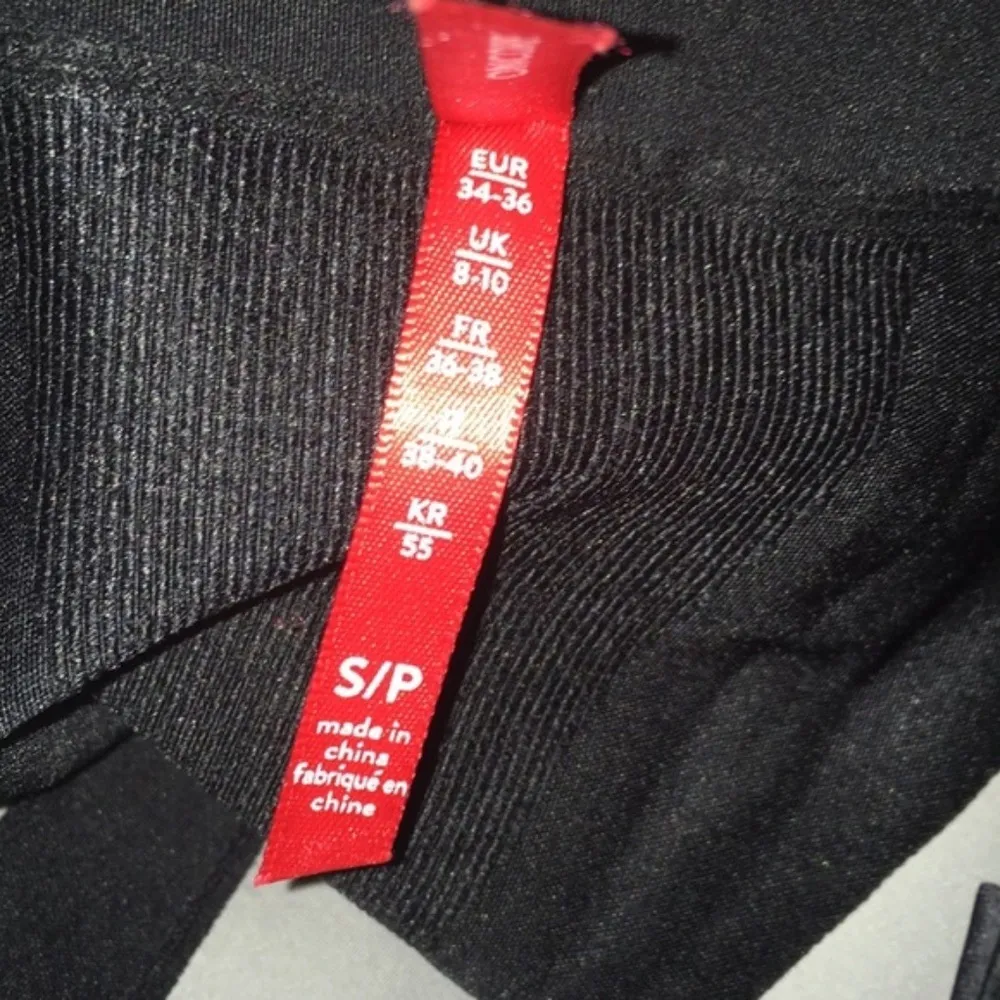 EUR
34-36
UK
8-10
FR
36-38
38-40
KR
55
S/P
made in
china
fabriqué en
chine